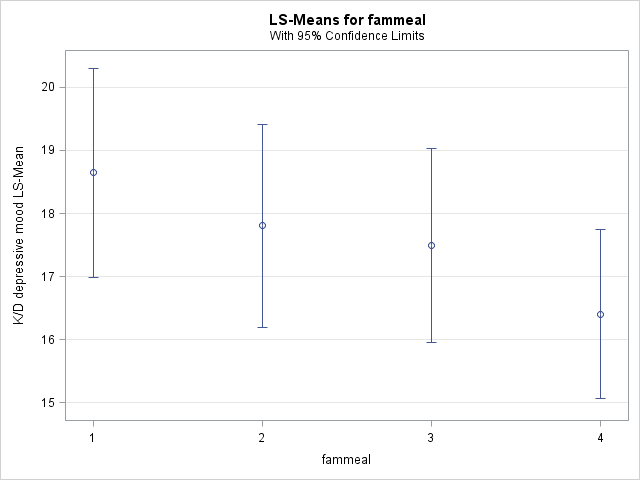 LS-Means for fammeal
With 95% Confidence Limits
K/D depressive mood LS-Mean
20
19
18
17
16
15
1 2 3 4
fammeal